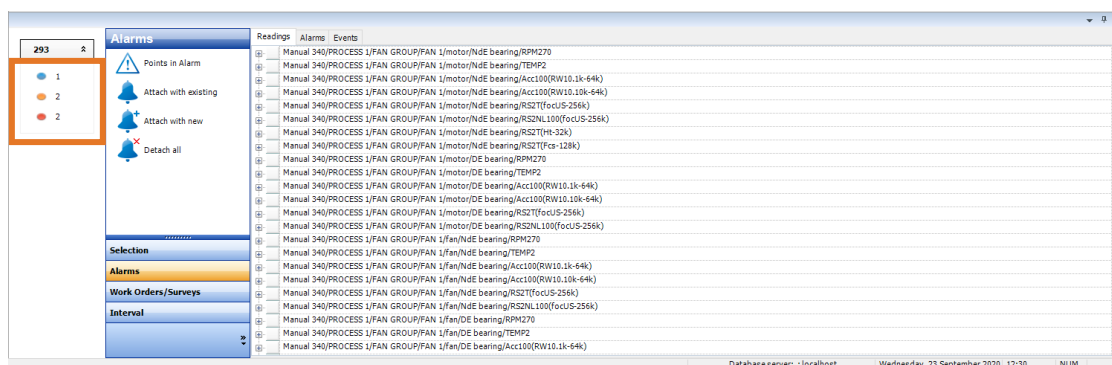 293
1
2
2
Alarms
Points in Alarm
Attach with existing
Attach with new
Detach all
Selection
Alarms
Work Orders/Surveys
Interval
Readings Alarms Events
Manual 340/PROCESS 1/FAN GROUP/FAN 1/motor/NdE bearing/RPM270
Manual 340/PROCESS 1/FAN GROUP/FAN 1/motor/NdE bearing/TEMP2
Manual 340/PROCESS 1/FAN GROUP/FAN 1/motor/NdE bearing/Acc100(RW10.1k-64k)
Manual 340/PROCESS 1/FAN GROUP/FAN 1/motor/NdE bearing/Acc100(RW10.10k-64k)
Manual 340/PROCESS 1/FAN GROUP/FAN 1/motor/NdE bearing/RS2T(focUS-256k)
Manual 340/PROCESS 1/FAN GROUP/FAN 1/motor/NdE bearing/RS2NL100(focUS-256k)
Manual 340/PROCESS 1/FAN GROUP/FAN 1/motor/NdE bearing/RS2T(Ht-32k)
Manual 340/PROCESS 1/FAN GROUP/FAN 1/motor/NdE bearing/RS2T(Fcs-128k)
Manual 340/PROCESS 1/FAN GROUP/FAN 1/motor/DE bearing/RPM270
Manual 340/PROCESS 1/FAN GROUP/FAN 1/motor/DE bearing/TEMP2
Manual 340/PROCESS 1/FAN GROUP/FAN 1/motor/DE bearing/Acc100(RW10.1k-64k)
Manual 340/PROCESS 1/FAN GROUP/FAN 1/motor/DE bearing/Acc100(RW10.10k-64k)
Manual 340/PROCESS 1/FAN GROUP/FAN 1/motor/DE bearing/RS2T(focUS-256k)
Manual 340/PROCESS 1/FAN GROUP/FAN 1/motor/DE bearing/RS2NL100(focUS-256k)
Manual 340/PROCESS 1/FAN GROUP/FAN 1/fan/NdE bearing/RPM270
Manual 340/PROCESS 1/FAN GROUP/FAN 1/fan/NdE bearing/TEMP2
Manual 340/PROCESS 1/FAN GROUP/FAN 1/fan/NdE bearing/Acc100(RW10.1k-64k)
Manual 340/PROCESS 1/FAN GROUP/FAN 1/fan/NdE bearing/Acc100(RW10.10k-64k)
Manual 340/PROCESS 1/FAN GROUP/FAN 1/fan/NdE bearing/RS2T(focUS-256k)
Manual 340/PROCESS 1/FAN GROUP/FAN 1/fan/NdE bearing/RS2NL100(focUS-256k)
Manual 340/PROCESS 1/FAN GROUP/FAN 1/fan/DE bearing/RPM270
Manual 340/PROCESS 1/FAN GROUP/FAN 1/fan/DE bearing/TEMP2
Manual 340/PROCESS 1/FAN GROUP/FAN 1/fan/DE bearing/Acc100(RW10.1k-64k)
Database server: : localhost Wednesday, 23 September 2020 12:30 NUM